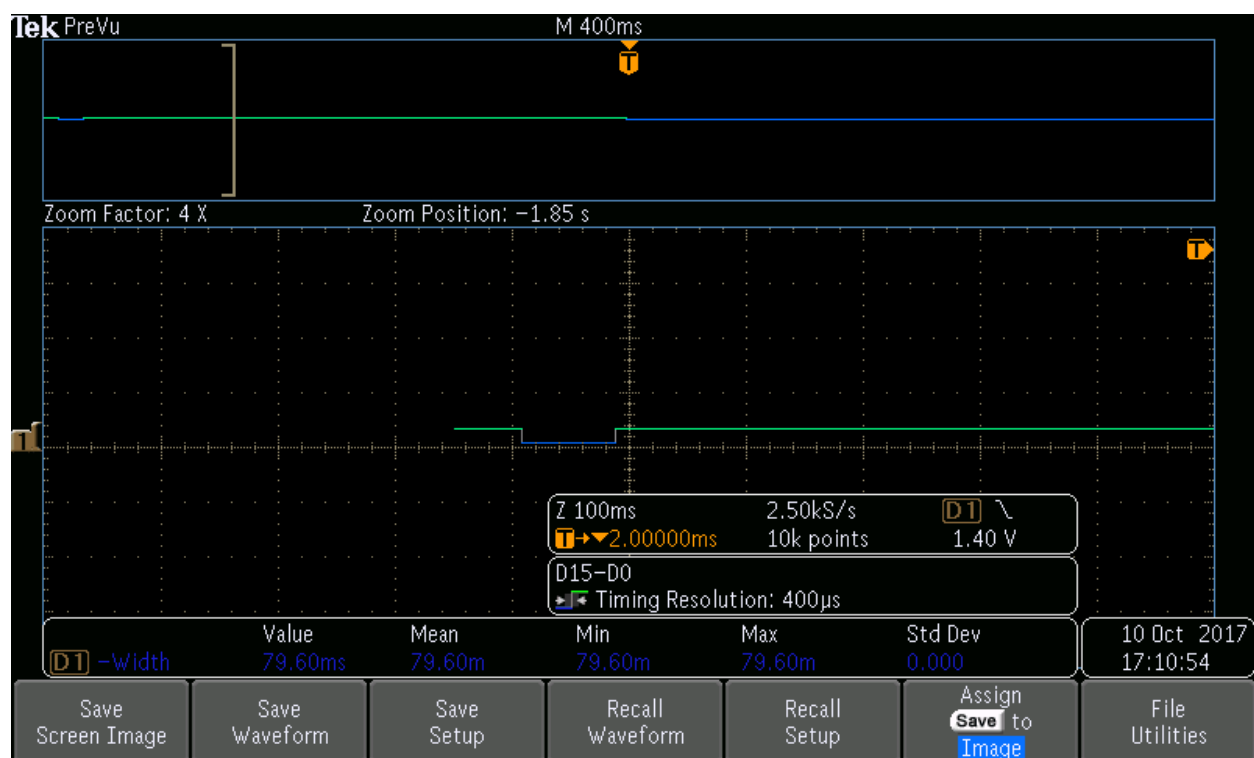 Tek PreVu M 400ms
T
Zoom Factor: 4 X Zoom Position: −1.85 s
T
1
Z 100ms 2.50kS/s D1
T→▼2.00000ms 10k points 1.40 V
D15−D0
Timing Resolution: 400µs
Value Mean Min Max Std Dev
D1 −Width 79.60ms 79.60m 79.60m 79.60m 0.000
10 Oct 2017
17:10:54
Save
Screen Image
Save
Waveform
Save
Setup
Recall
Waveform
Recall
Setup
Assign
Save to
Image
File
Utilities